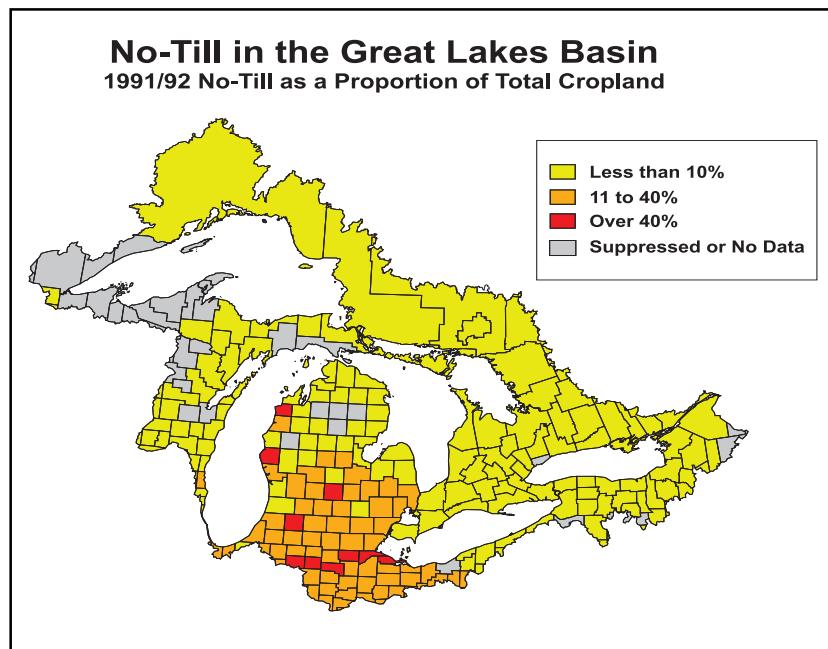 No-Till in the Great Lakes Basin
1991/92 No-Till as a Proportion of Total Cropland
Less than 10%
11 to 40%
Over 40%
Suppressed or No Data